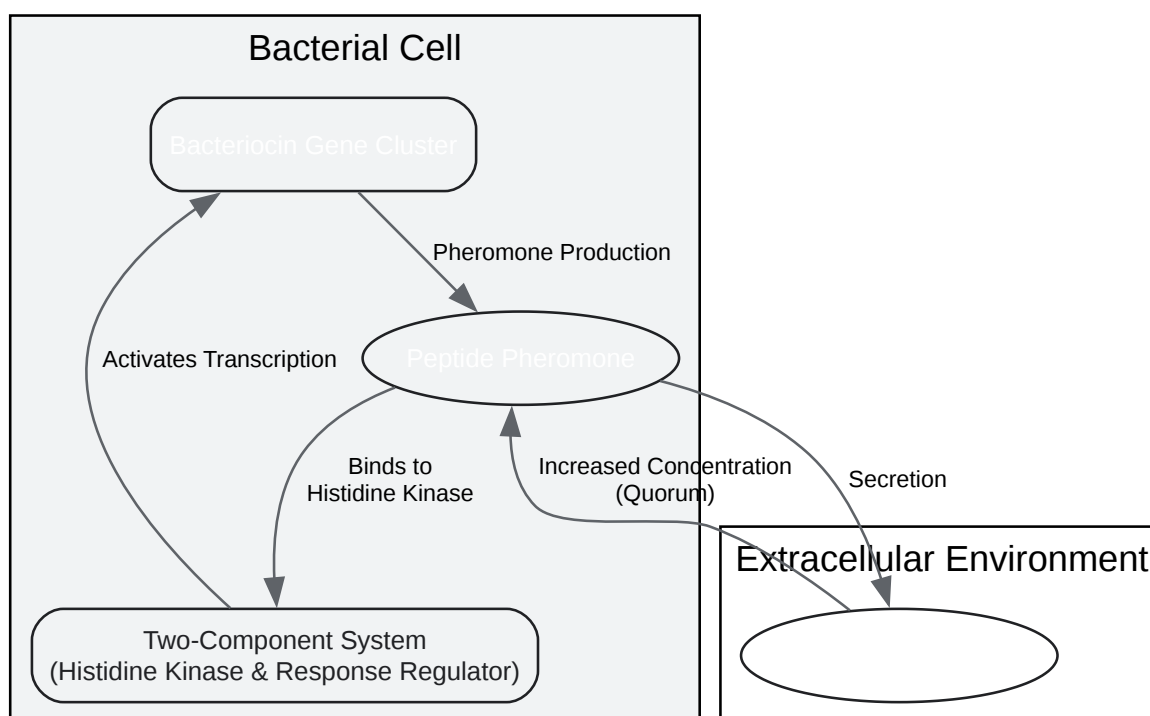 Bacterial Cell
Bacteriocin Gene Cluster
Pheromone Production
Peptide Pheromone
Activates Transcription
Binds to
Histidine Kinase
Increased Concentration
(Quorum)
Secretion
Extracellular Environment
Two-Component System
(Histidine Kinase & Response Regulator)